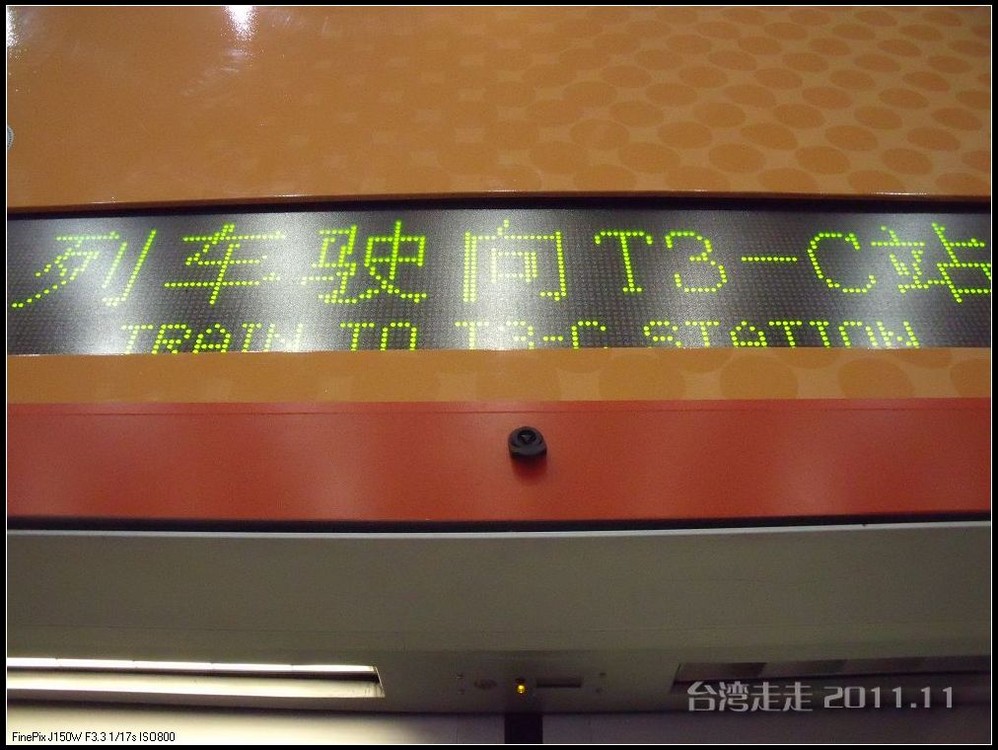 列车驶向T3-C站
TRAIN TO T3-C STATION
台湾走走 2011.11
FinePix J150W F3.3 1/17s ISO800